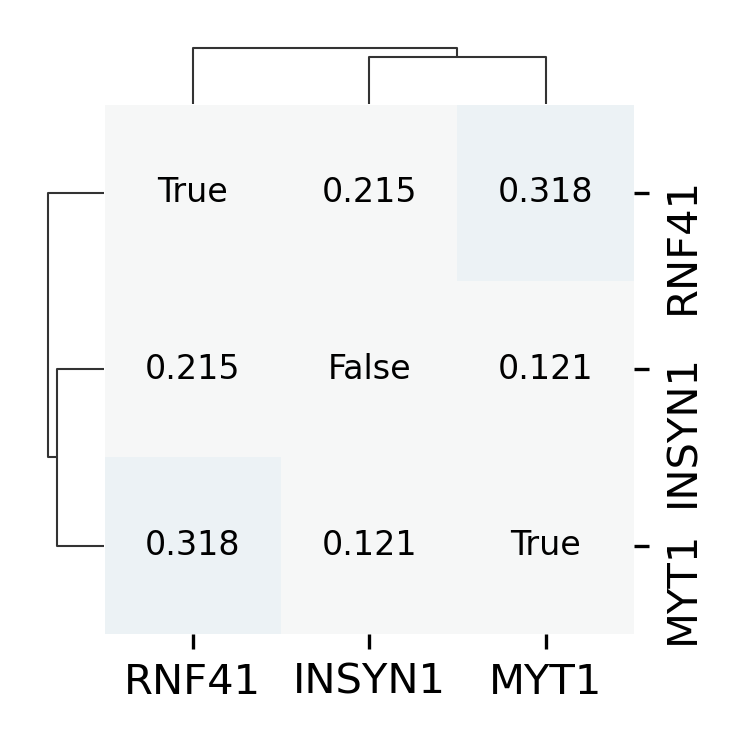 True 0.215 0.318
RNF41
0.215 False 0.121
INSYN1
0.318 0.121 True
MYT1
RNF41 INSYN1 MYT1